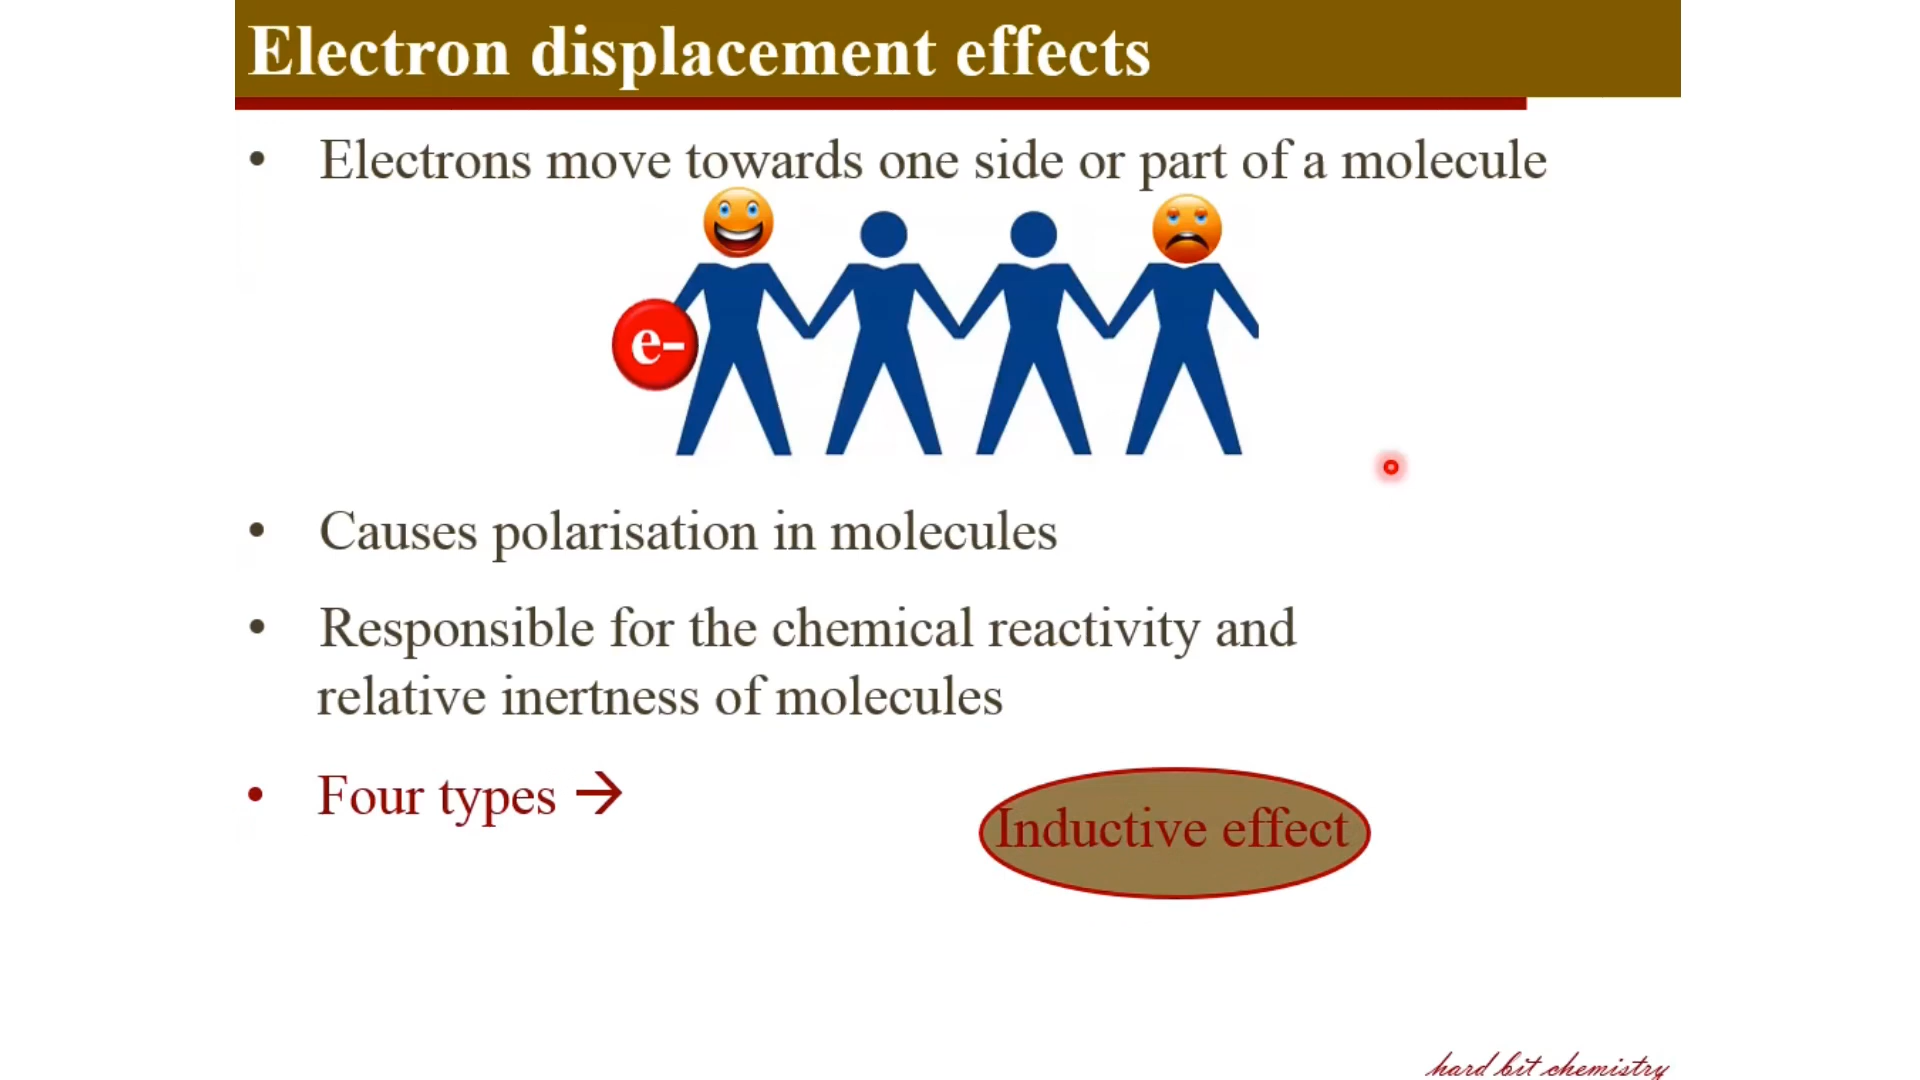 Electron displacement effects
• Electrons move towards one side or part of a molecule
e-
• Causes polarisation in molecules
• Responsible for the chemical reactivity and
relative inertness of molecules
• Four types →
Inductive effect
hard bit chemistry